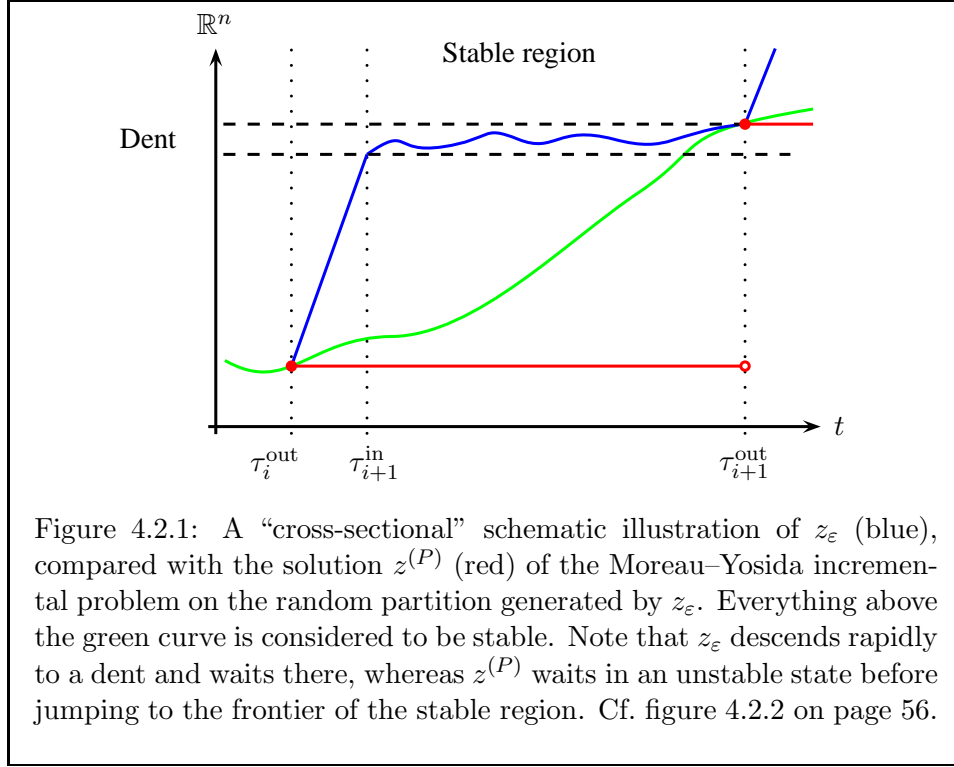 ℝⁿ
Stable region
Dent
t
τ_i^out τ_{i+1}^in τ_{i+1}^out
Figure 4.2.1: A “cross-sectional” schematic illustration of z_ε (blue),
compared with the solution z^(P) (red) of the Moreau–Yosida incremen-
tal problem on the random partition generated by z_ε. Everything above
the green curve is considered to be stable. Note that z_ε descends rapidly
to a dent and waits there, whereas z^(P) waits in an unstable state before
jumping to the frontier of the stable region. Cf. figure 4.2.2 on page 56.